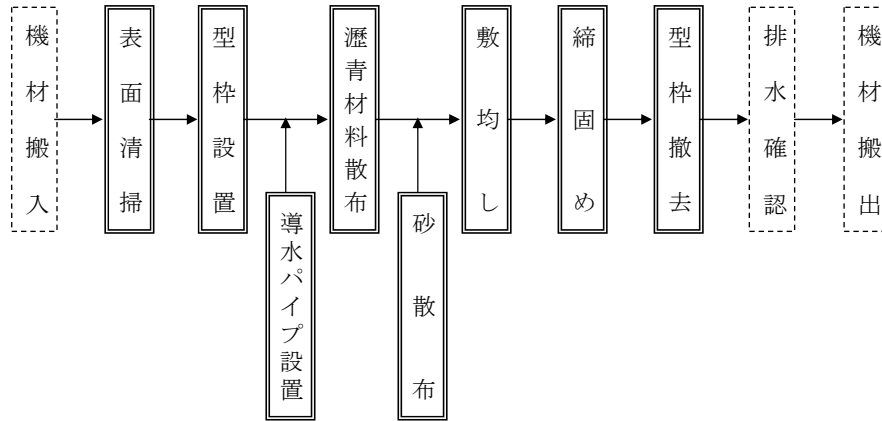 機材搬入
表面清掃
型枠設置
導水パイプ設置
瀝青材料散布
砂散布
敷均し
締固め
型枠撤去
排水確認
機材搬出